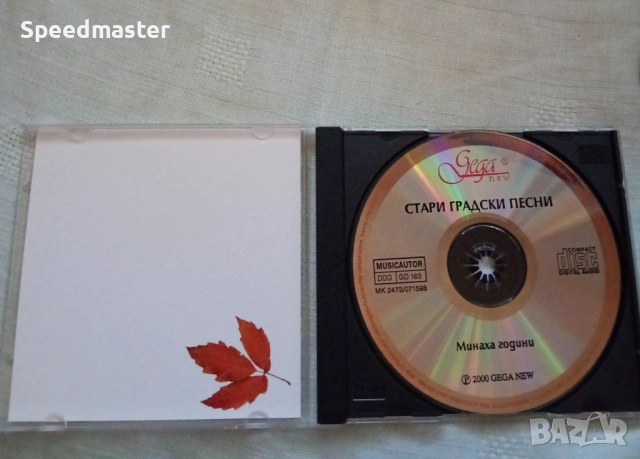 Speedmaster
Gega
new
СТАРИ ГРАДСКИ ПЕСНИ
MUSICAUTOR
DDD GD 163
MK 2473/071598
COMPACT
disc
DIGITAL AUDIO
Минаха години
Ⓟ 2000 GEGA NEW
BAZAR